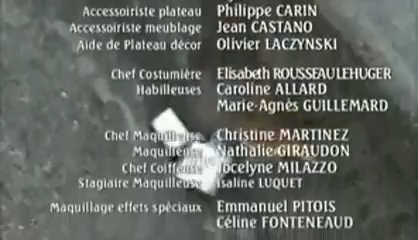 Accessoiriste plateau Philippe CARIN
Accessoiriste meublage Jean CASTANO
Aide de Plateau décor Olivier LACZYNSKI
Chef Costumière Elisabeth ROUSSEAU LEHUGER
Habilleuses Caroline ALLARD
Marie-Agnès GUILLEMARD
Chef Maquilleuse Christine MARTINEZ
Maquilleuse Nathalie GIRAUDON
Chef Coiffeuse Jocelyne MILAZZO
Stagiaire Maquilleuse Isaline LUQUET
Maquillage effets spéciaux Emmanuel PITOIS
Céline FONTENEAUD